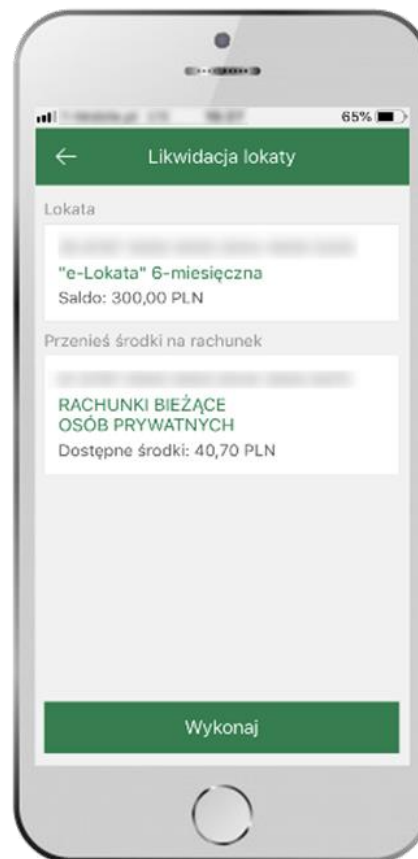 65%
Likwidacja lokaty
Lokata
"e-Lokata" 6-miesięczna
Saldo: 300,00 PLN
Przenieś środki na rachunek
RACHUNKI BIEŻĄCE
OSÓB PRYWATNYCH
Dostępne środki: 40,70 PLN
Wykonaj